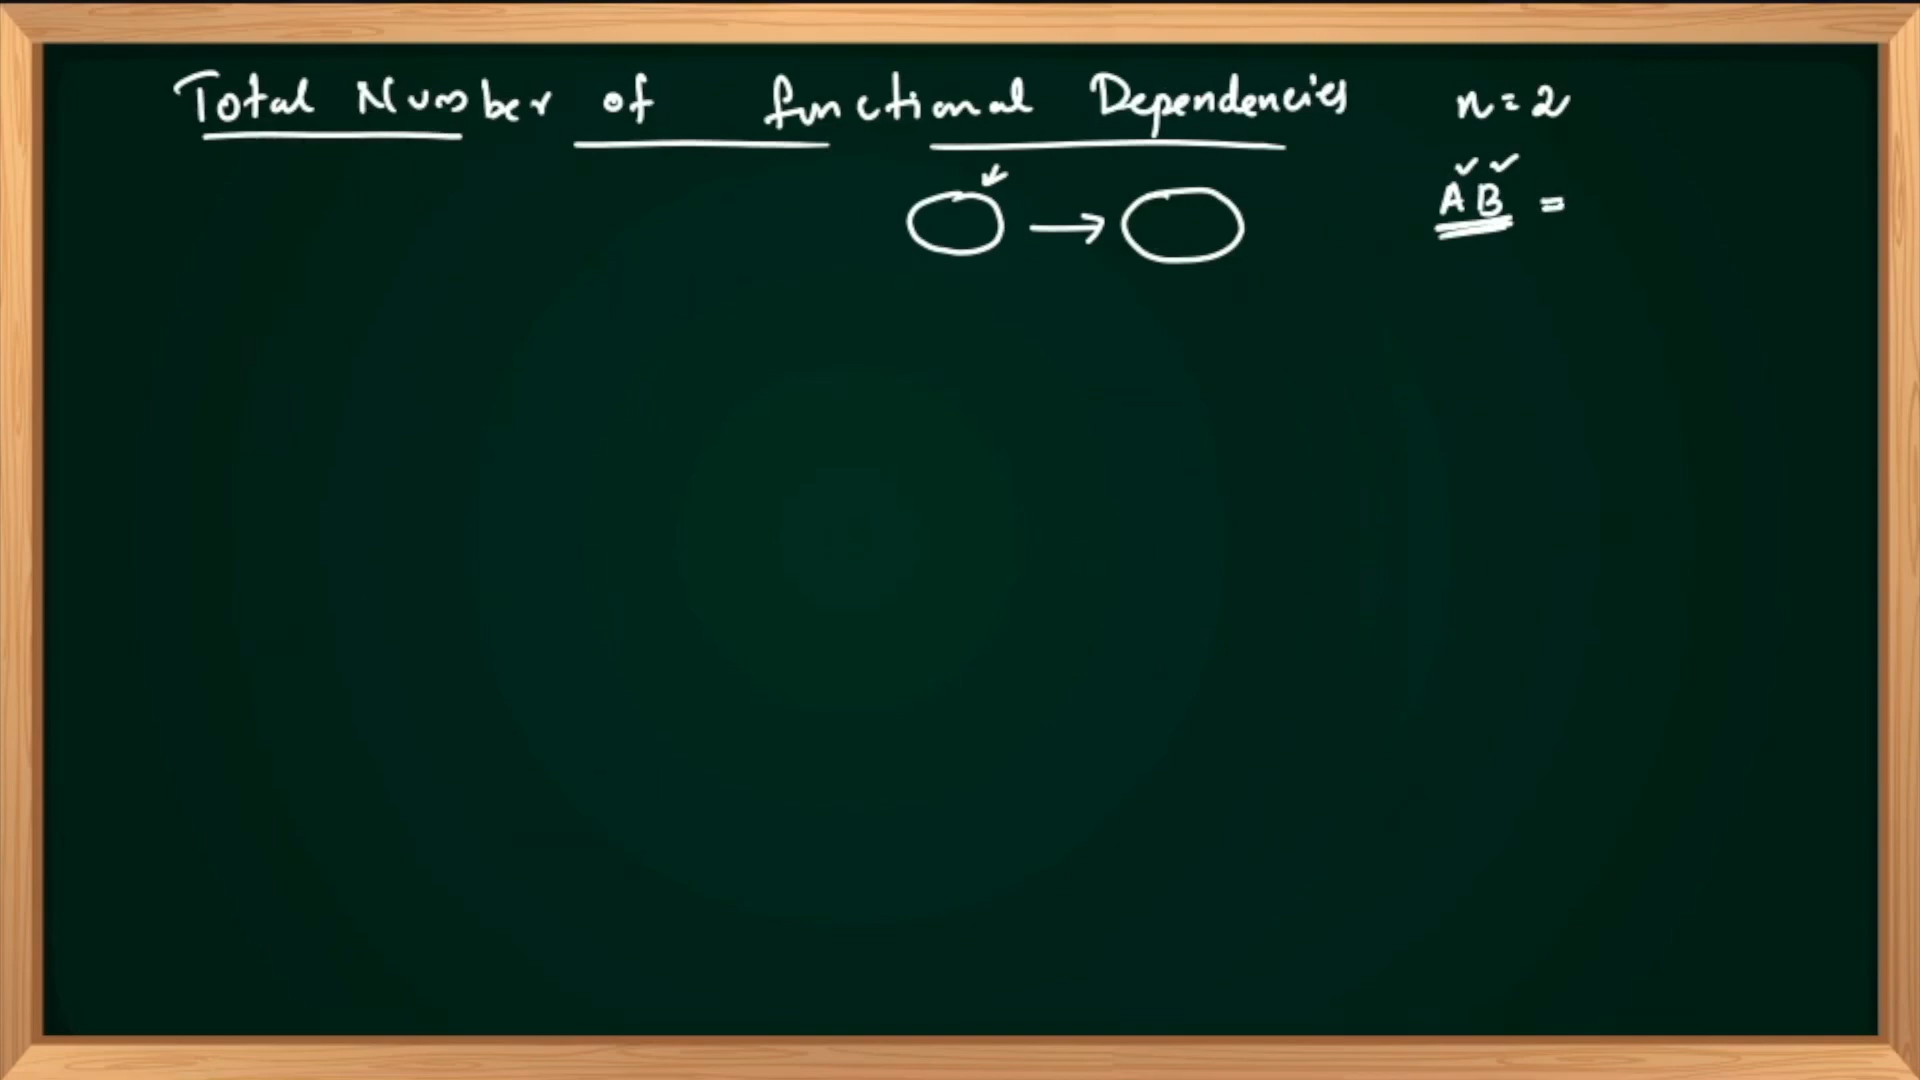 Total Number of functional Dependencies n=2
→ AB =